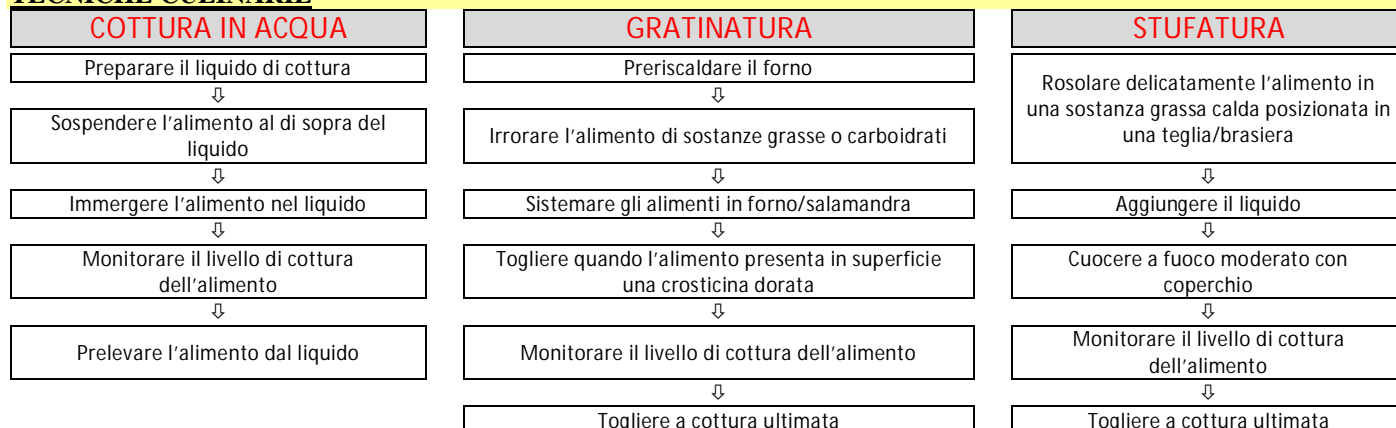 TECNICHE CULINARIE
COTTURA IN ACQUA
Preparare il liquido di cottura
⇩
Sospendere l'alimento al di sopra del
liquido
⇩
Immergere l'alimento nel liquido
⇩
Monitorare il livello di cottura
dell'alimento
⇩
Prelevare l'alimento dal liquido
GRATINATURA
Preriscaldare il forno
⇩
Irrorare l'alimento di sostanze grasse o carboidrati
⇩
Sistemare gli alimenti in forno/salamandra
⇩
Togliere quando l'alimento presenta in superficie
una crosticina dorata
⇩
Monitorare il livello di cottura dell'alimento
⇩
Togliere a cottura ultimata
STUFATURA
Rosolare delicatamente l'alimento in
una sostanza grassa calda posizionata in
una teglia/brasiera
⇩
Aggiungere il liquido
⇩
Cuocere a fuoco moderato con
coperchio
⇩
Monitorare il livello di cottura
dell'alimento
⇩
Togliere a cottura ultimata